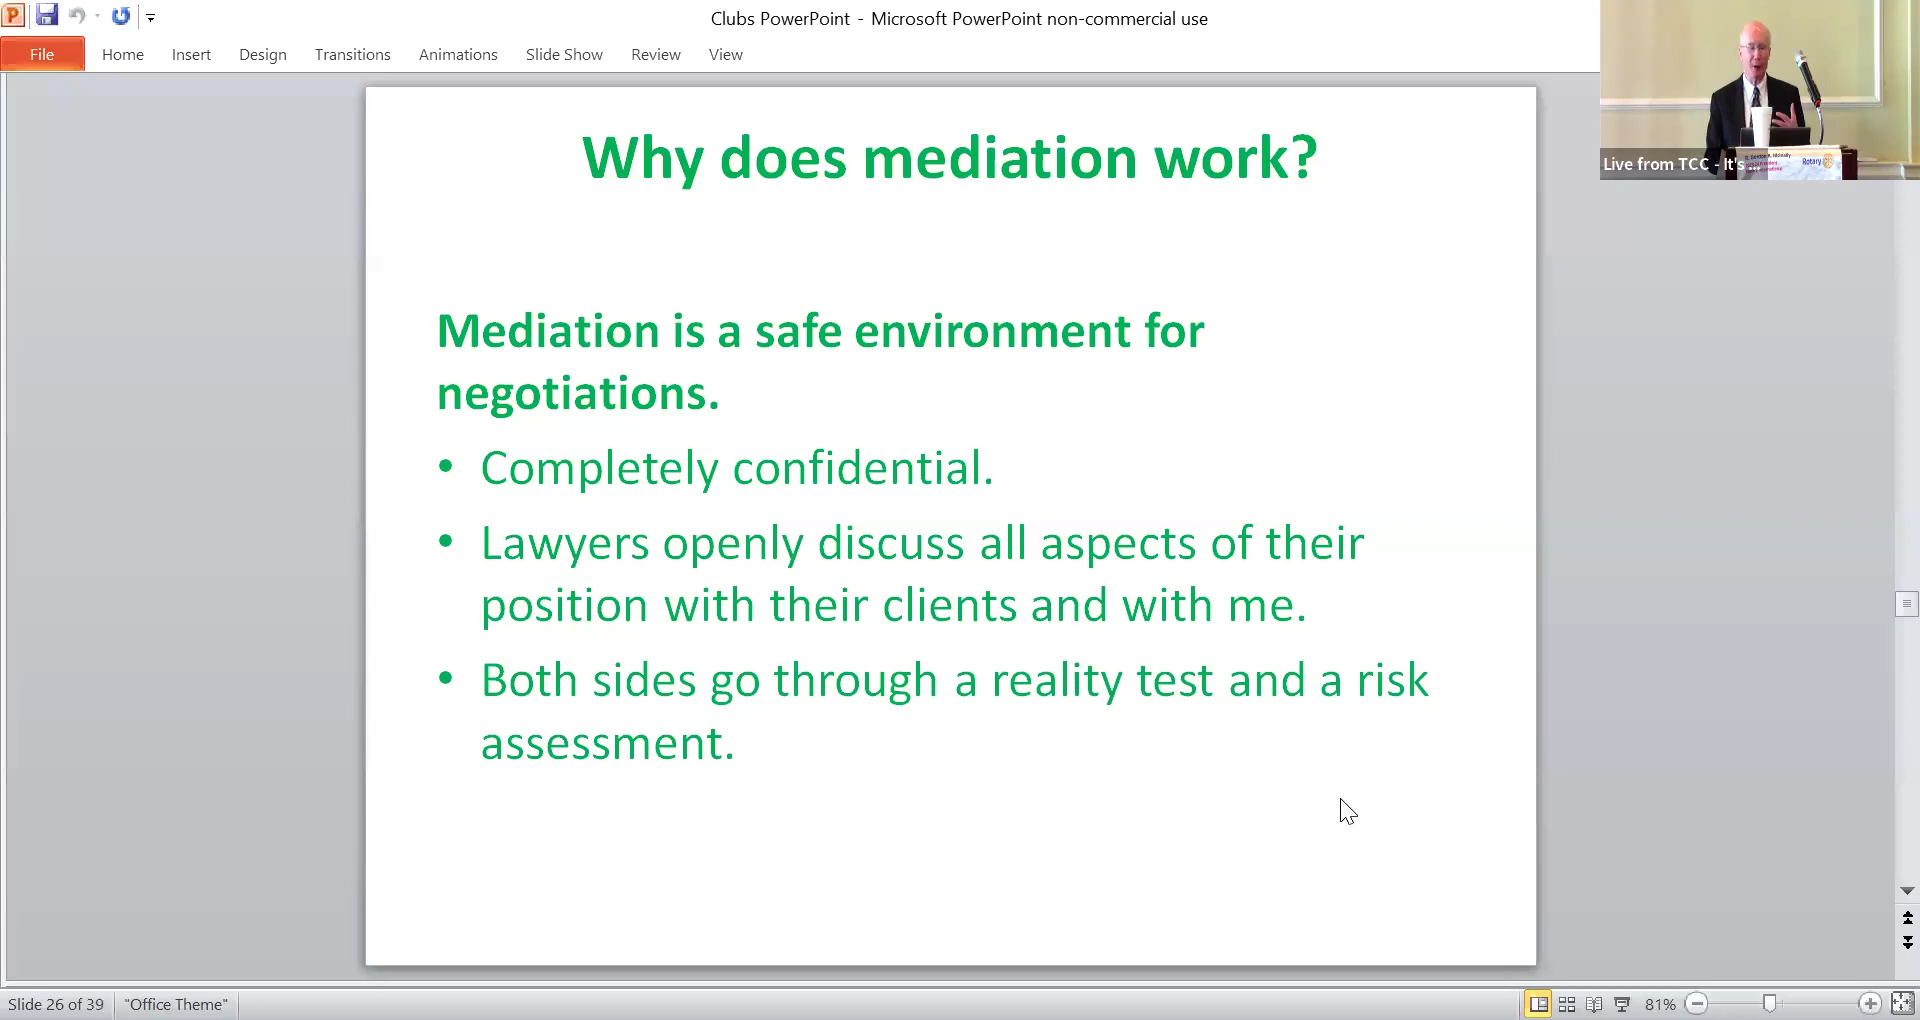 Clubs PowerPoint - Microsoft PowerPoint non-commercial use
File Home Insert Design Transitions Animations Slide Show Review View
Live from TCC - It's ...
Rotary
Why does mediation work?
Mediation is a safe environment for
negotiations.
• Completely confidential.
• Lawyers openly discuss all aspects of their
position with their clients and with me.
• Both sides go through a reality test and a risk
assessment.
Slide 26 of 39 "Office Theme" 81%